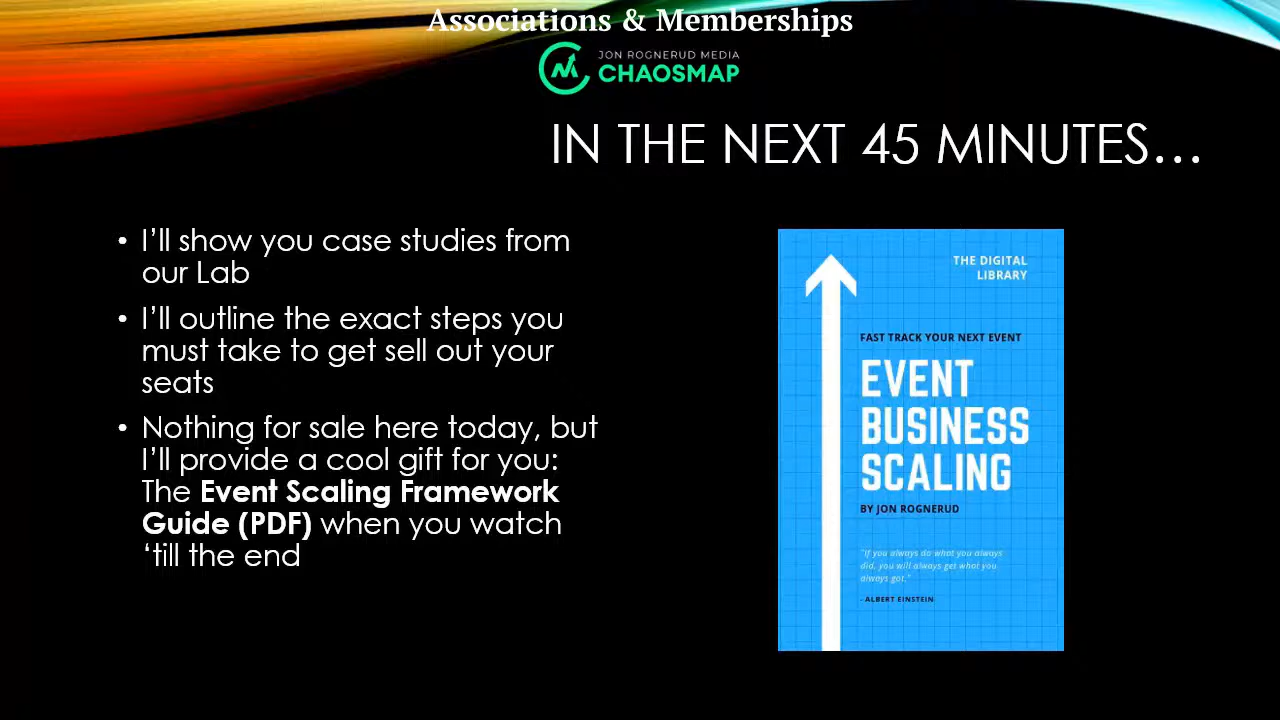 Associations & Memberships
JON ROGNERUD MEDIA
CHAOSMAP
IN THE NEXT 45 MINUTES...
• I'll show you case studies from
our Lab
• I'll outline the exact steps you
must take to get sell out your
seats
• Nothing for sale here today, but
I'll provide a cool gift for you:
The Event Scaling Framework
Guide (PDF) when you watch
‘till the end
THE DIGITAL
LIBRARY
FAST TRACK YOUR NEXT EVENT
EVENT
BUSINESS
SCALING
BY JON ROGNERUD
"If you always do what you always
did, you will always get what you
always got."
- ALBERT EINSTEIN